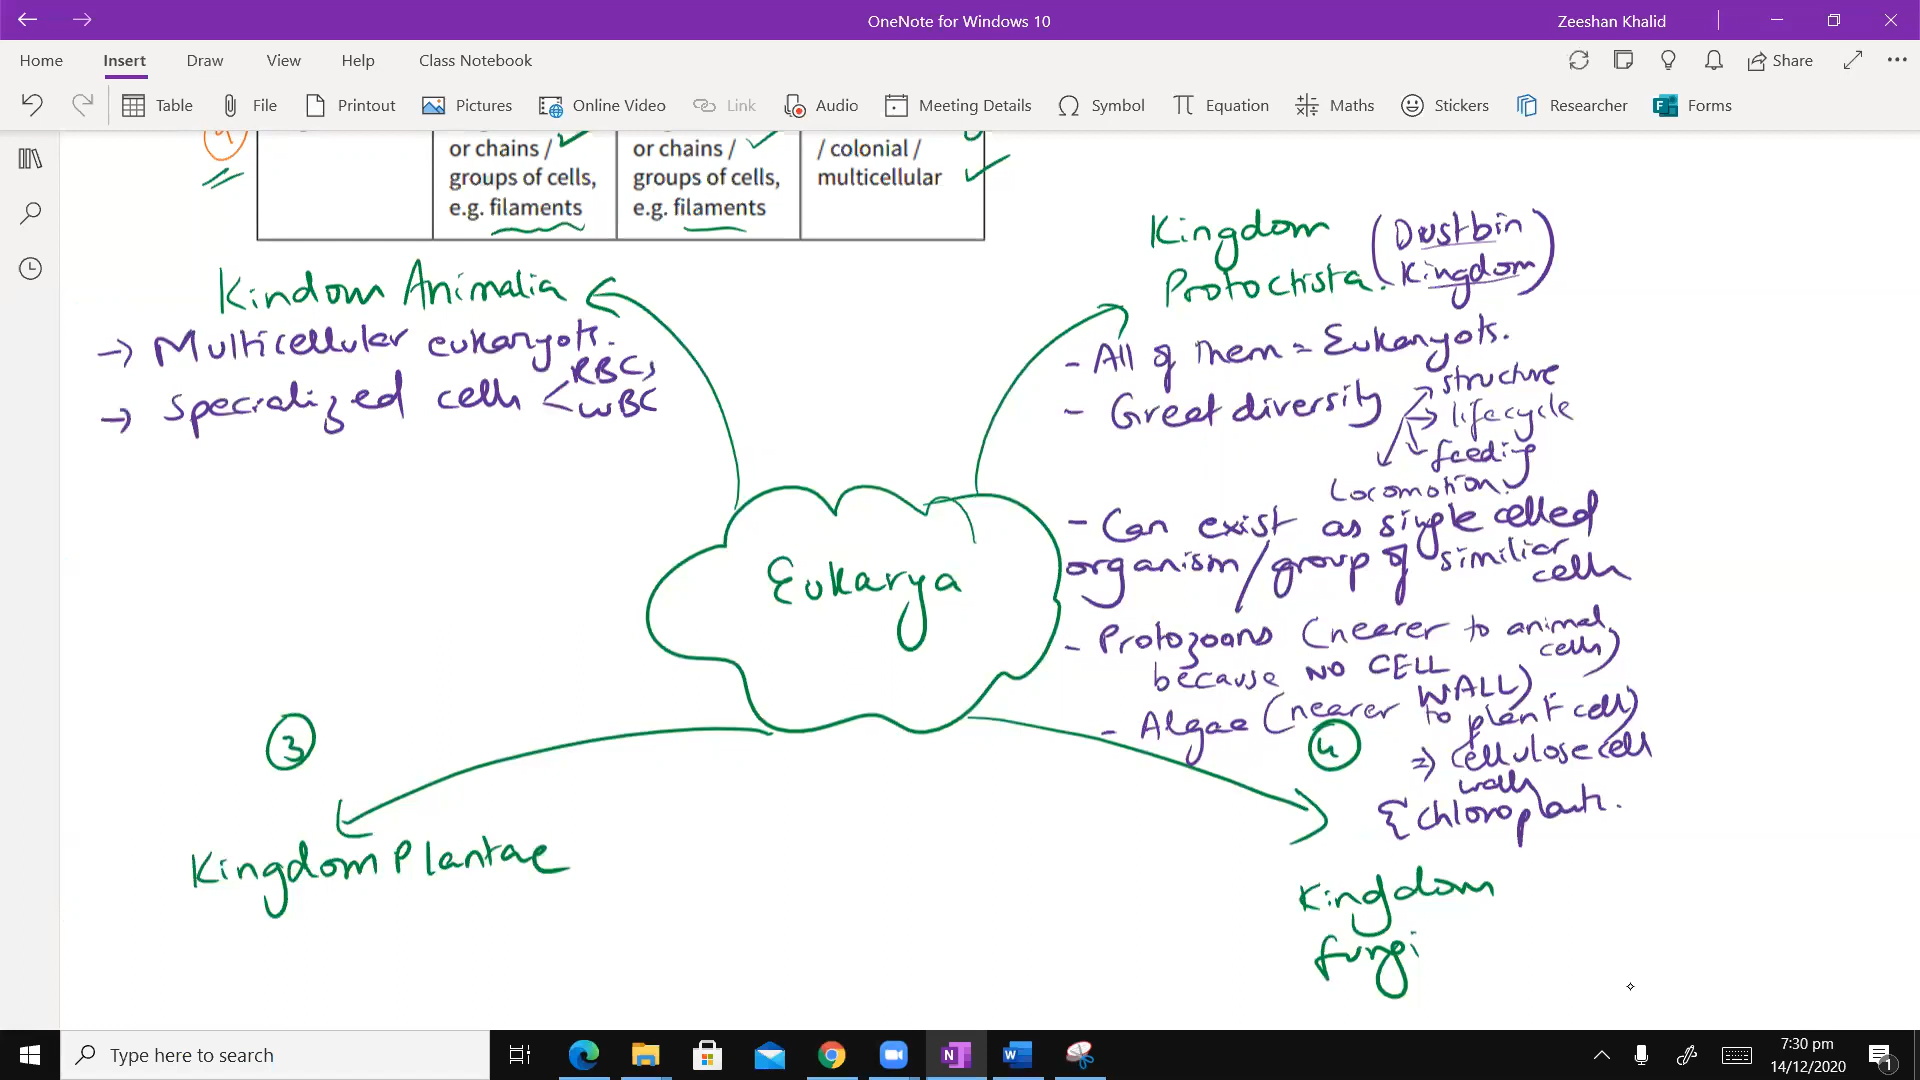 OneNote for Windows 10
Zeeshan Khalid
Home Insert Draw View Help Class Notebook
Share
Table File Printout Pictures Online Video Link Audio Meeting Details Symbol Equation Maths Stickers Researcher Forms
or chains / or chains / / colonial /
groups of cells, groups of cells, multicellular
e.g. filaments e.g. filaments
Kindom Animalia
→ Multicellular eukaryots.
→ Specialized cells < RBC,
WBC
Kingdom (Dustbin
Protochista. Kingdom)
- All of them = Eukaryots.
- Great diversity structure
lifecycle
feeding
Locomotion.
- Can exist as single celled
organism/group of similiar
cells
- Protozoans (nearer to animal
cells)
because NO CELL
WALL)
- Algae (nearer to plant cell)
⇒ cellulose cell
walls
{ chloroplasts.
Eukarya
3
Kingdom Plantae
4
Kingdom
fungi
Type here to search
7:30 pm
14/12/2020
1